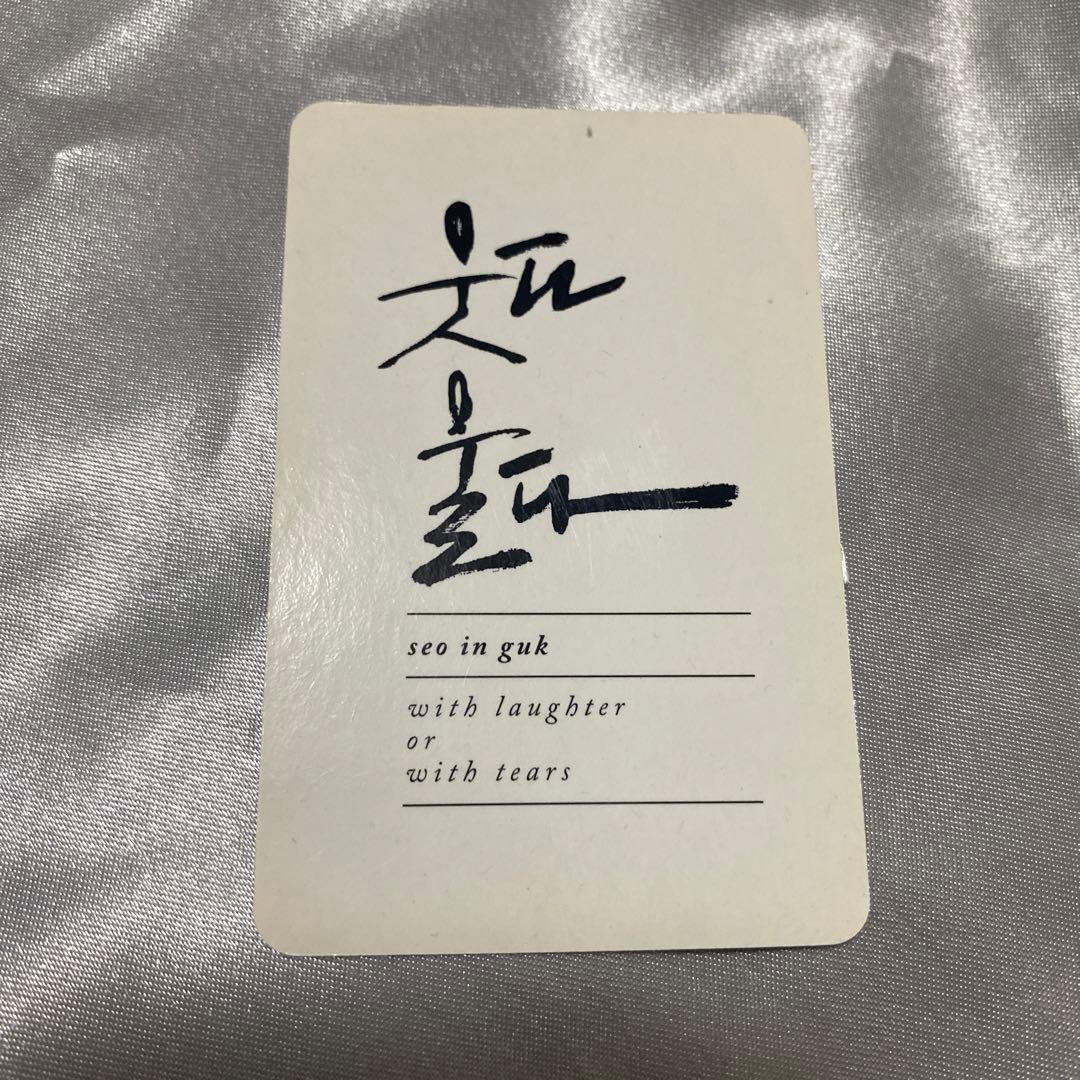 웃다
울다
seo in guk
with laughter
or
with tears